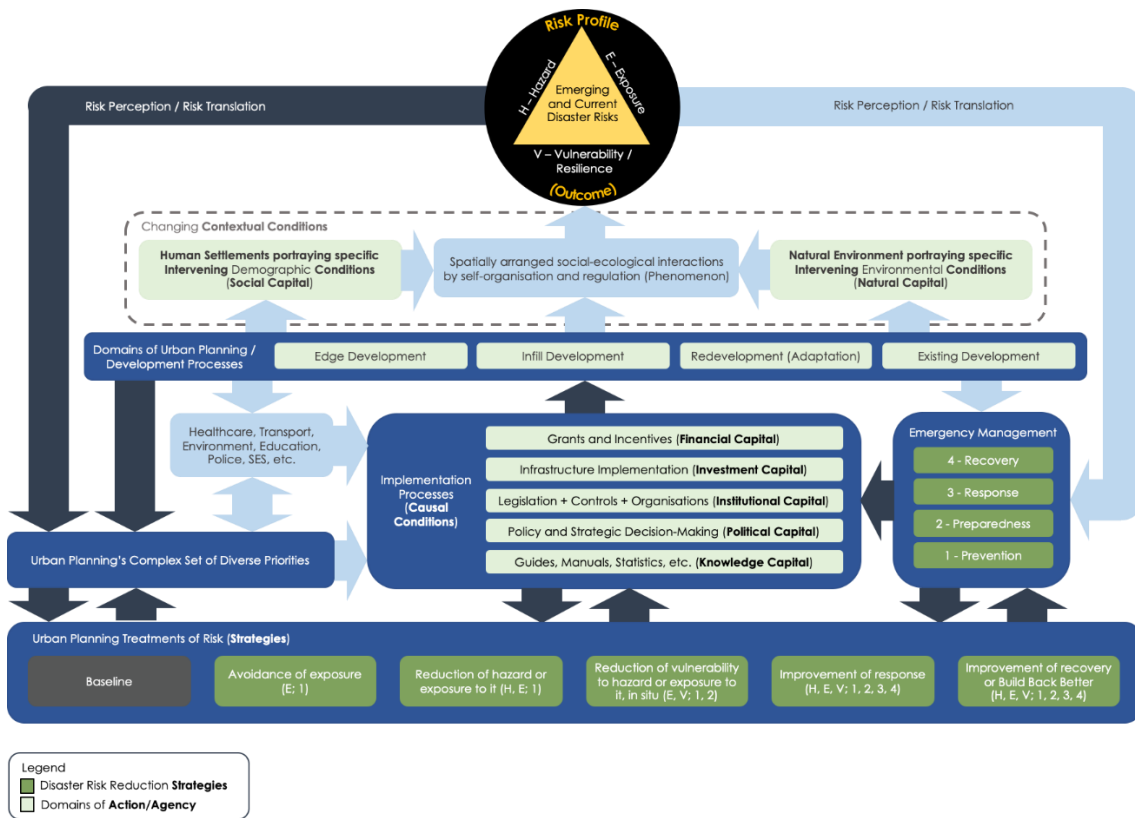 Risk Profile
H – Hazard
E – Exposure
Emerging
and Current
Disaster Risks
V – Vulnerability /
Resilience
(Outcome)
Risk Perception / Risk Translation
Risk Perception / Risk Translation
Changing Contextual Conditions
Human Settlements portraying specific
Intervening Demographic Conditions
(Social Capital)
Spatially arranged social-ecological interactions
by self-organisation and regulation (Phenomenon)
Natural Environment portraying specific
Intervening Environmental Conditions
(Natural Capital)
Domains of Urban Planning /
Development Processes
Edge Development
Infill Development
Redevelopment (Adaptation)
Existing Development
Healthcare, Transport,
Environment, Education,
Police, SES, etc.
Implementation
Processes
(Causal Conditions)
Grants and Incentives (Financial Capital)
Infrastructure Implementation (Investment Capital)
Legislation + Controls + Organisations (Institutional Capital)
Policy and Strategic Decision-Making (Political Capital)
Guides, Manuals, Statistics, etc. (Knowledge Capital)
Emergency Management
4 - Recovery
3 - Response
2 - Preparedness
1 - Prevention
Urban Planning's Complex Set of Diverse Priorities
Urban Planning Treatments of Risk (Strategies)
Baseline
Avoidance of exposure
(E; 1)
Reduction of hazard or
exposure to it (H, E; 1)
Reduction of vulnerability
to hazard or exposure to
it, in situ (E, V; 1, 2)
Improvement of response
(H, E, V; 1, 2, 3, 4)
Improvement of recovery
or Build Back Better
(H, E, V; 1, 2, 3, 4)
Legend
Disaster Risk Reduction Strategies
Domains of Action/Agency